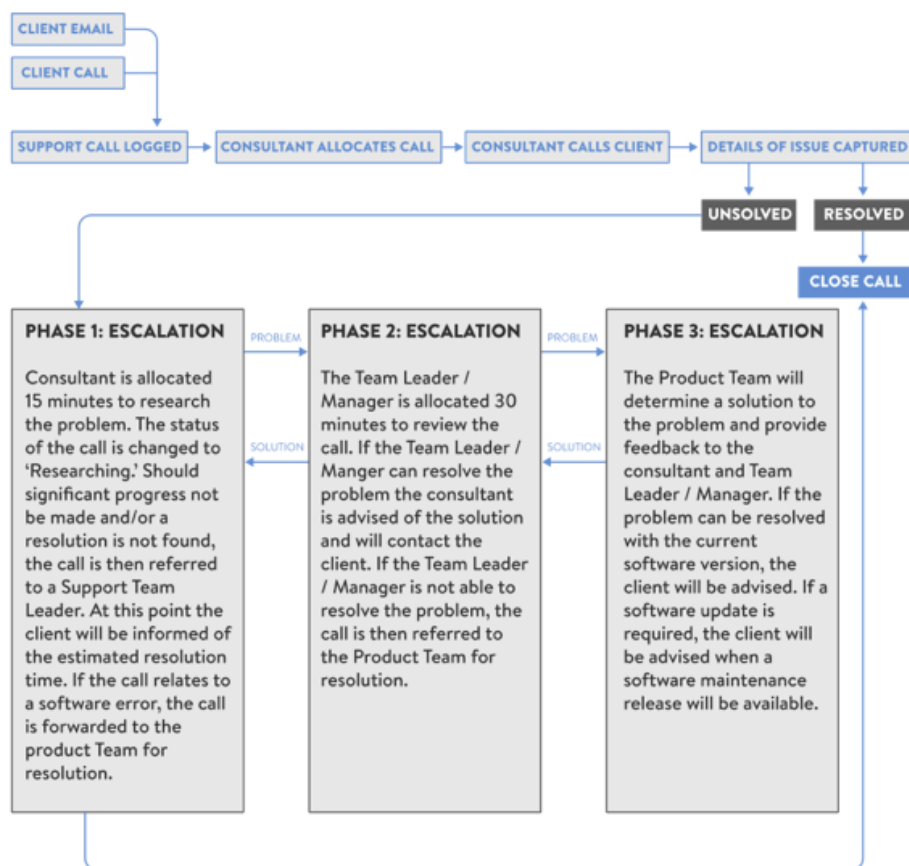 CLIENT EMAIL
CLIENT CALL
SUPPORT CALL LOGGED
CONSULTANT ALLOCATES CALL
CONSULTANT CALLS CLIENT
DETAILS OF ISSUE CAPTURED
UNSOLVED
RESOLVED
CLOSE CALL
PHASE 1: ESCALATION
Consultant is allocated
15 minutes to research
the problem. The status
of the call is changed to
‘Researching.’ Should
significant progress not
be made and/or a
resolution is not found,
the call is then referred
to a Support Team
Leader. At this point the
client will be informed of
the estimated resolution
time. If the call relates to
a software error, the call
is forwarded to the
product Team for
resolution.
PROBLEM
SOLUTION
PHASE 2: ESCALATION
The Team Leader /
Manager is allocated 30
minutes to review the
call. If the Team Leader /
Manger can resolve the
problem the consultant
is advised of the solution
and will contact the
client. If the Team Leader
/ Manager is not able to
resolve the problem, the
call is then referred to
the Product Team for
resolution.
PROBLEM
SOLUTION
PHASE 3: ESCALATION
The Product Team will
determine a solution to
the problem and provide
feedback to the
consultant and Team
Leader / Manager. If the
problem can be resolved
with the current
software version, the
client will be advised. If a
software update is
required, the client will
be advised when a
software maintenance
release will be available.